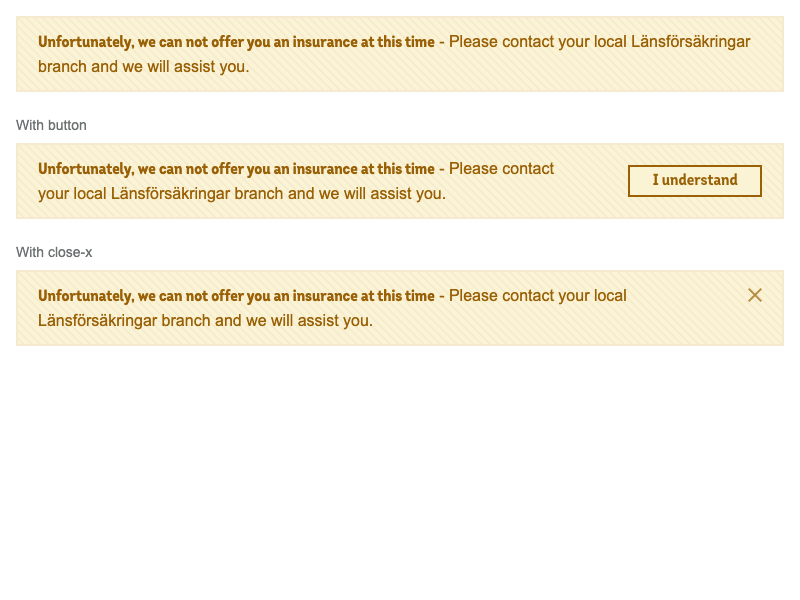 Unfortunately, we can not offer you an insurance at this time - Please contact your local Länsförsäkringar
branch and we will assist you.
With button
Unfortunately, we can not offer you an insurance at this time - Please contact
your local Länsförsäkringar branch and we will assist you.
I understand
With close-x
Unfortunately, we can not offer you an insurance at this time - Please contact your local
Länsförsäkringar branch and we will assist you.